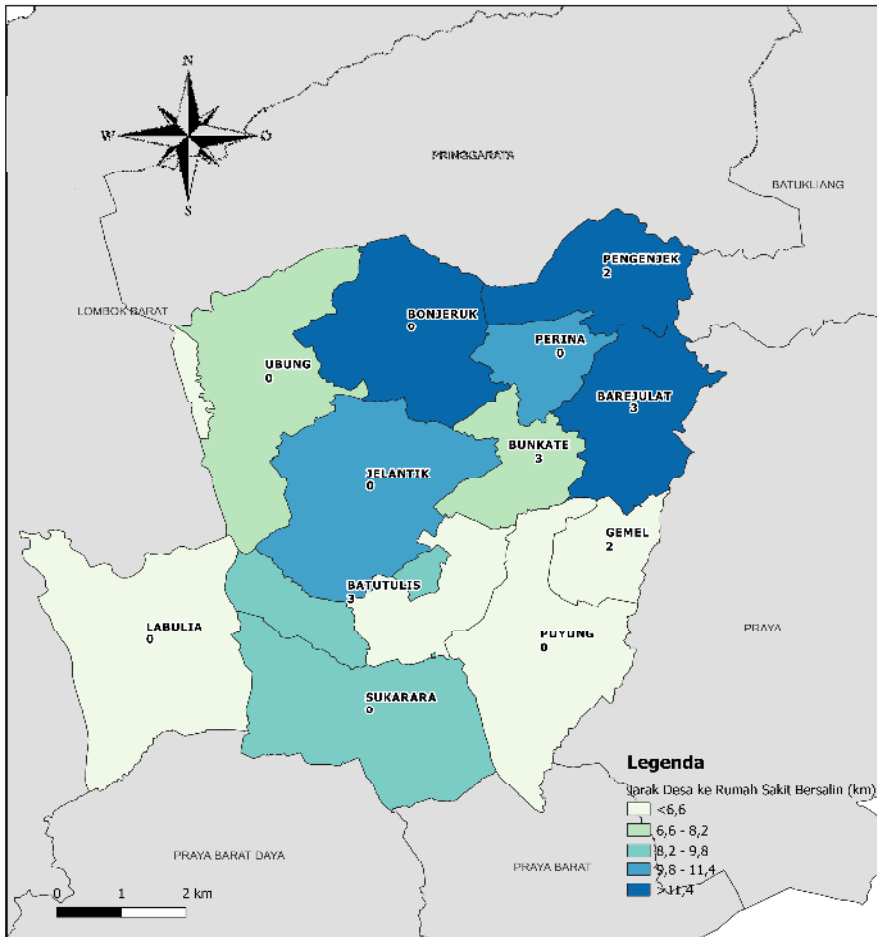 N
W
O
S
PRINGGARATA
BATUKLIANG
PENGENJEK
2
LOMBOK BARAT
BONJERUK
0
PERINA
0
UBUNG
0
BAREJULAT
3
BUNKATE
3
JELANTIK
0
GEMEL
2
BATUTULIS
3
LABULIA
0
PUYUNG
0
PRAYA
SUKARARA
0
Legenda
Jarak Desa ke Rumah Sakit Bersalin (km)
<6,6
6,6 - 8,2
8,2 - 9,8
9,8 - 11,4
>11,4
PRAYA BARAT DAYA
PRAYA BARAT
0 1 2 km